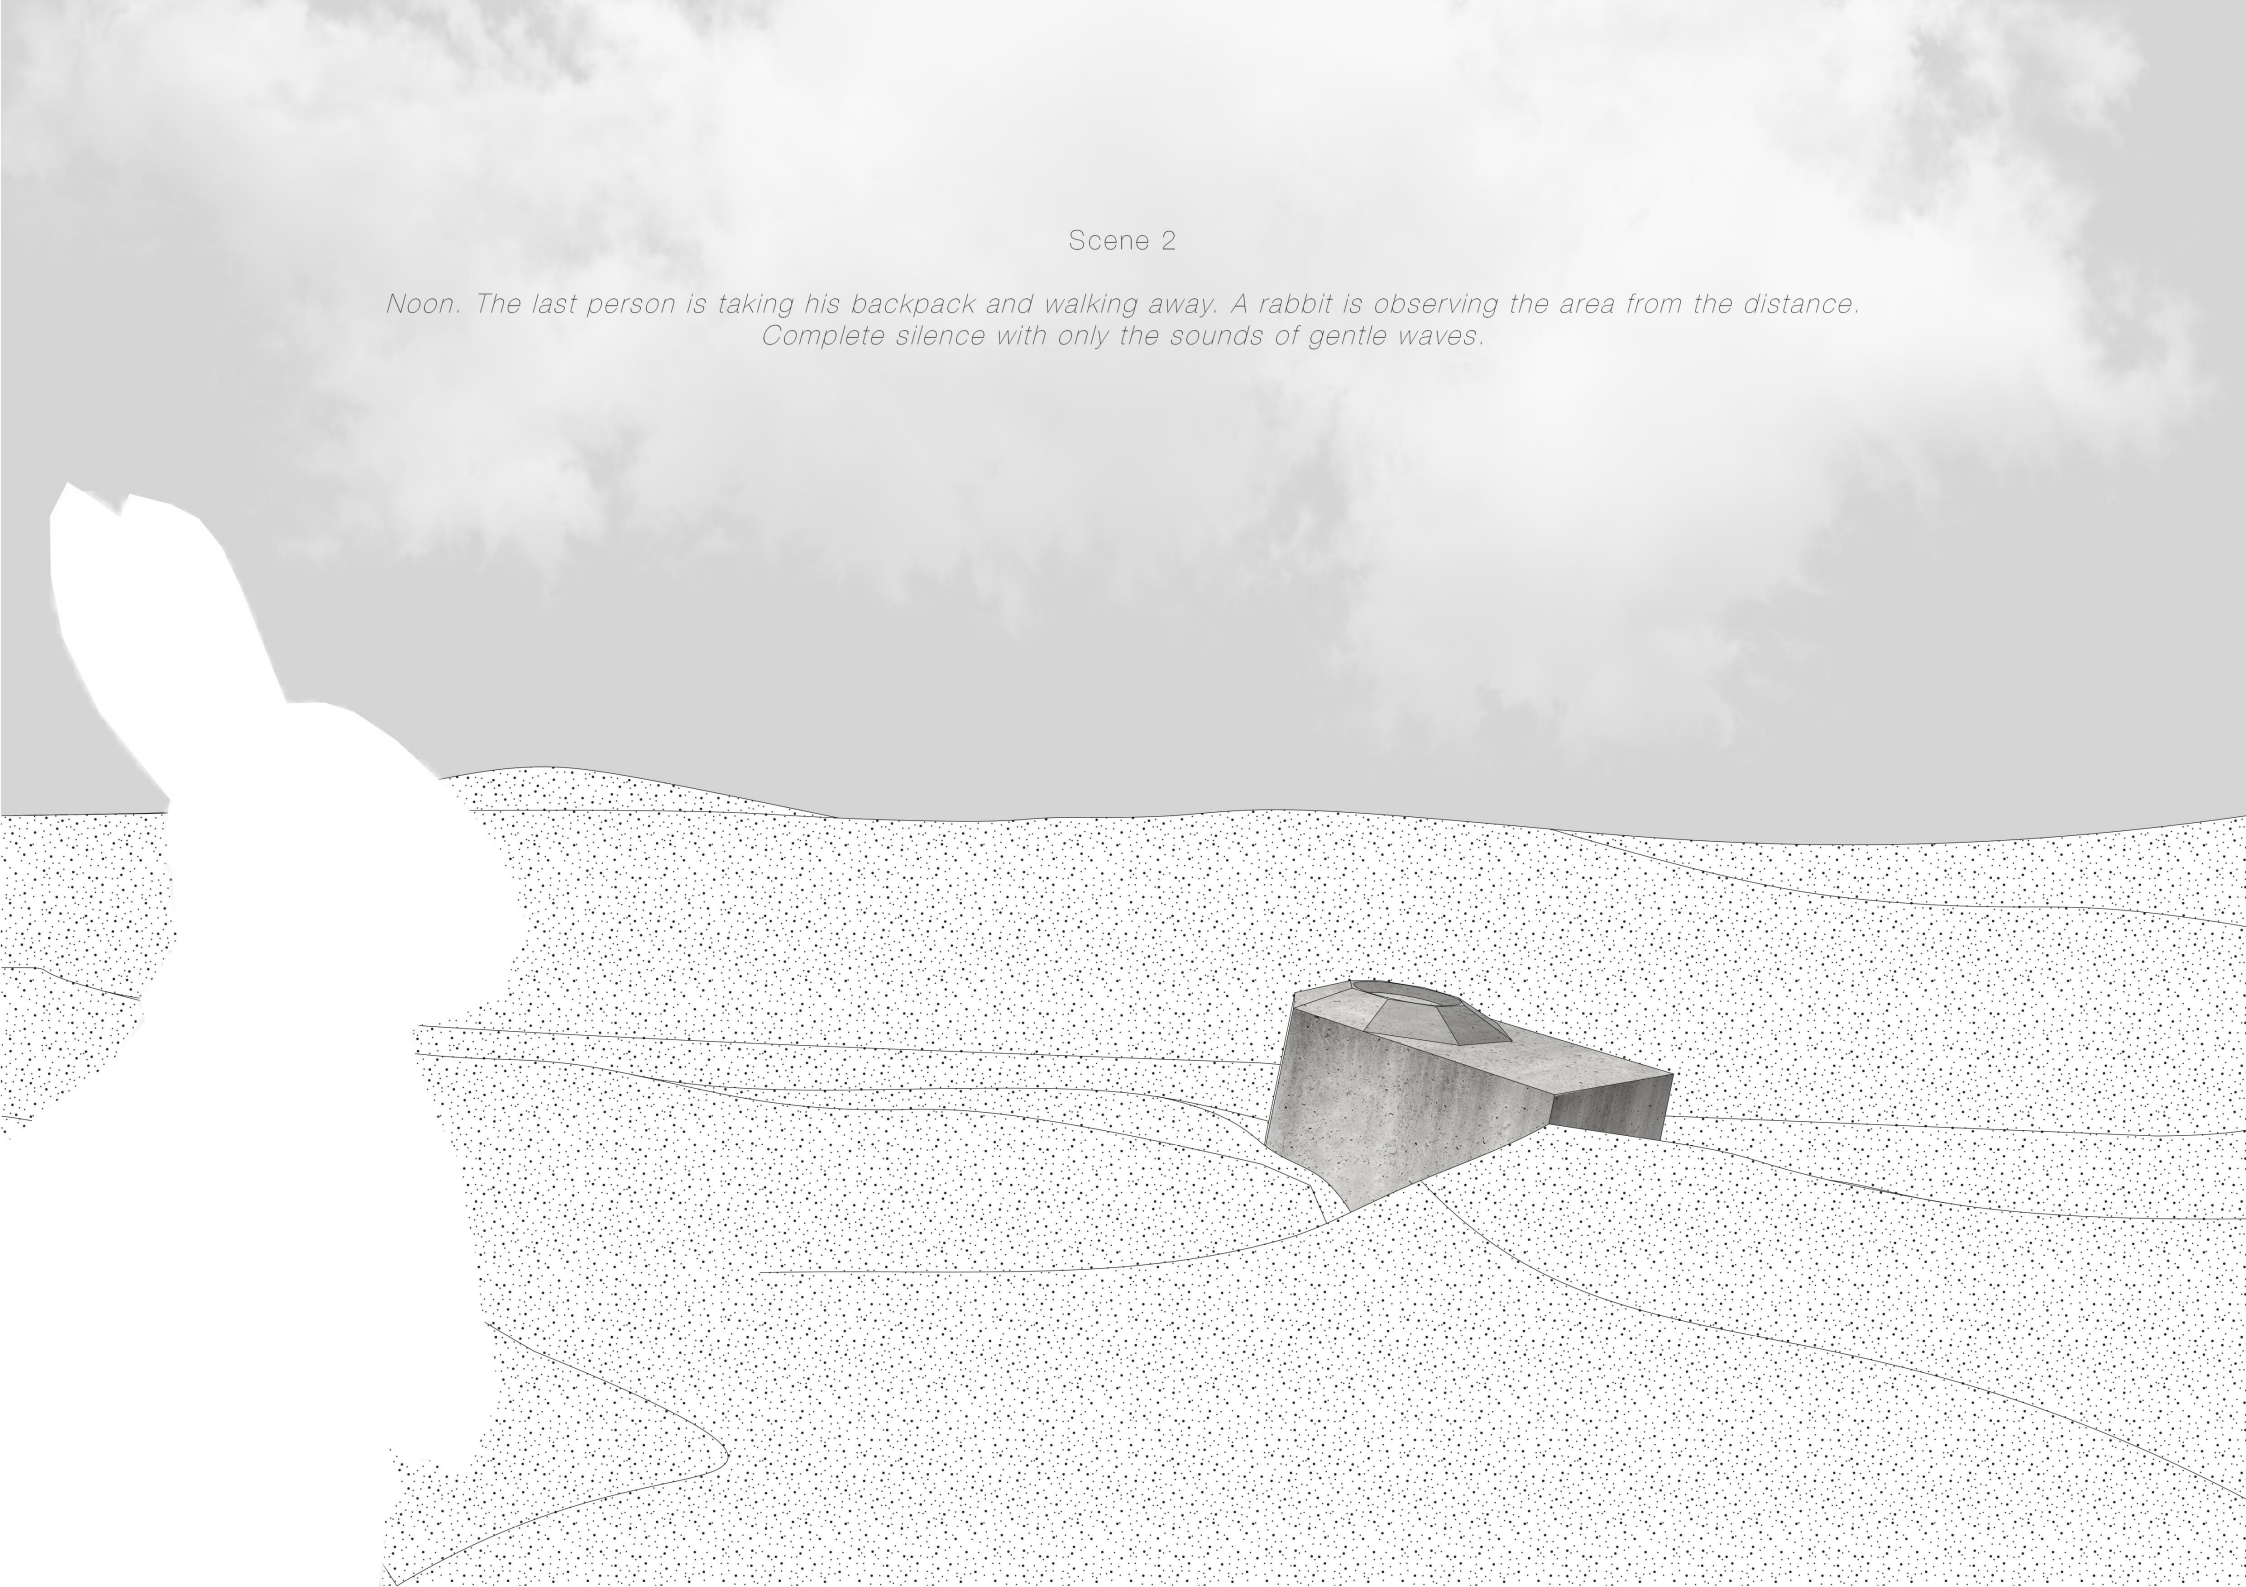 Scene 2
Noon. The last person is taking his backpack and walking away. A rabbit is observing the area from the distance.
Complete silence with only the sounds of gentle waves.